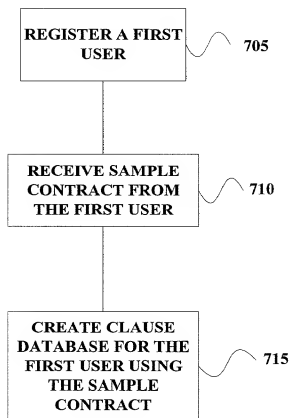 REGISTER A FIRST
USER
705
RECEIVE SAMPLE
CONTRACT FROM
THE FIRST USER
710
CREATE CLAUSE
DATABASE FOR THE
FIRST USER USING
THE SAMPLE
CONTRACT
715